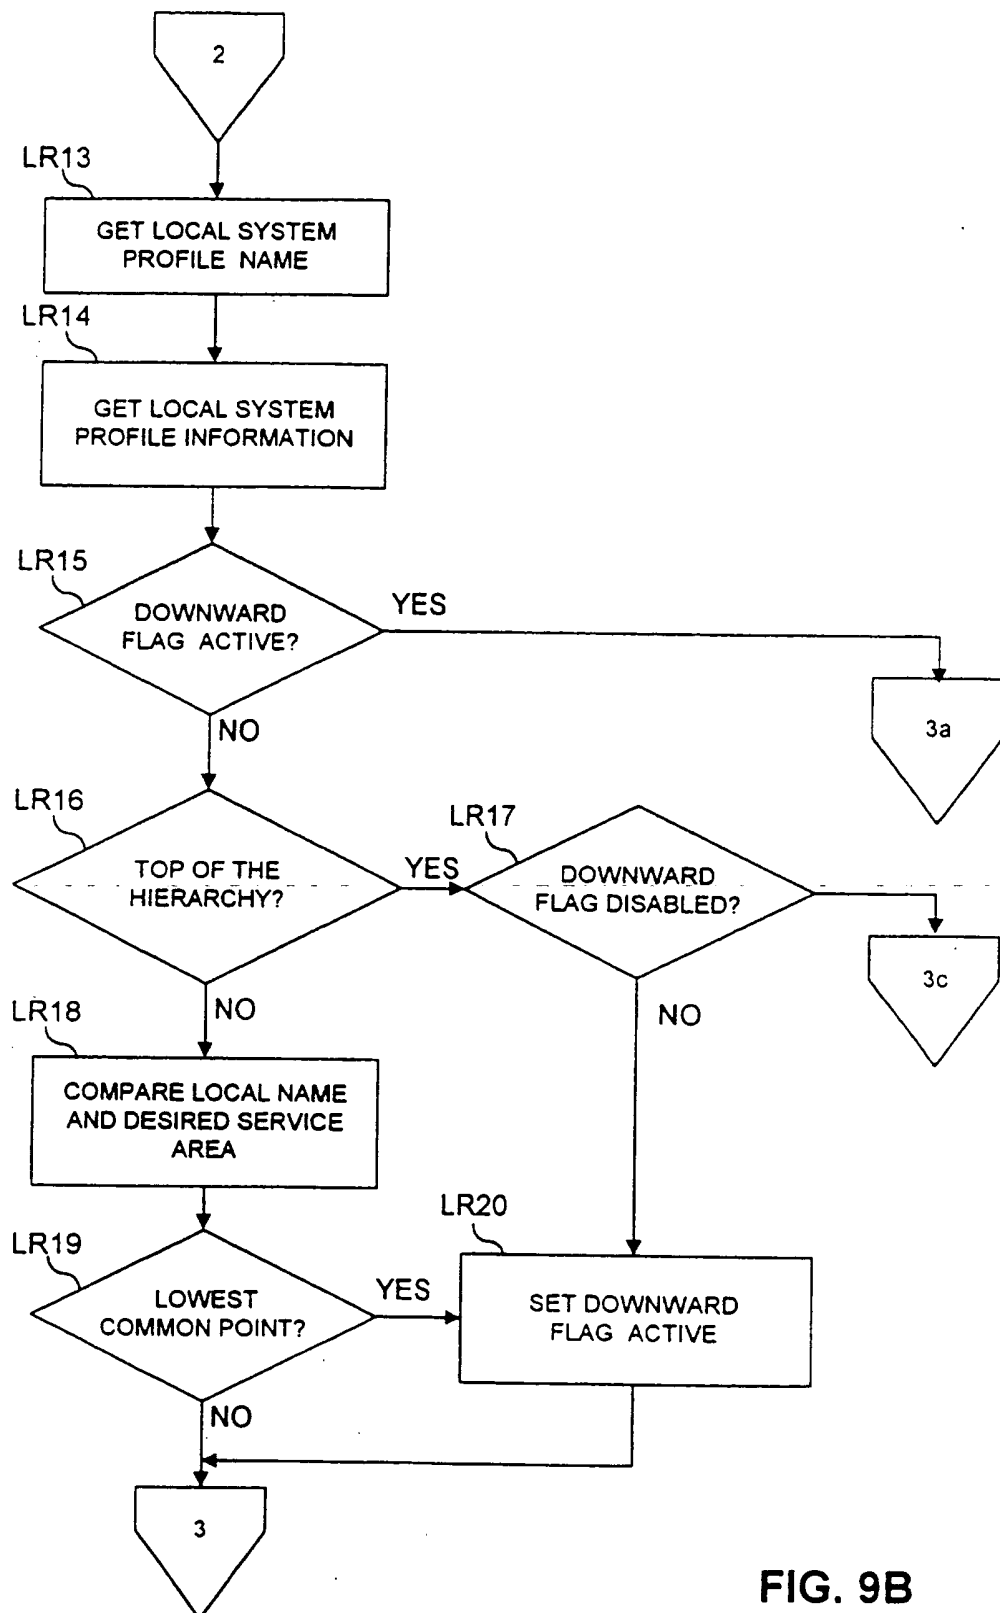 2
LR13
GET LOCAL SYSTEM
PROFILE NAME
LR14
GET LOCAL SYSTEM
PROFILE INFORMATION
LR15
DOWNWARD
FLAG ACTIVE?
YES
3a
NO
LR16
TOP OF THE
HIERARCHY?
YES
LR17
DOWNWARD
FLAG DISABLED?
3c
NO
NO
LR18
COMPARE LOCAL NAME
AND DESIRED SERVICE
AREA
LR19
LOWEST
COMMON POINT?
YES
LR20
SET DOWNWARD
FLAG ACTIVE
NO
3
FIG. 9B